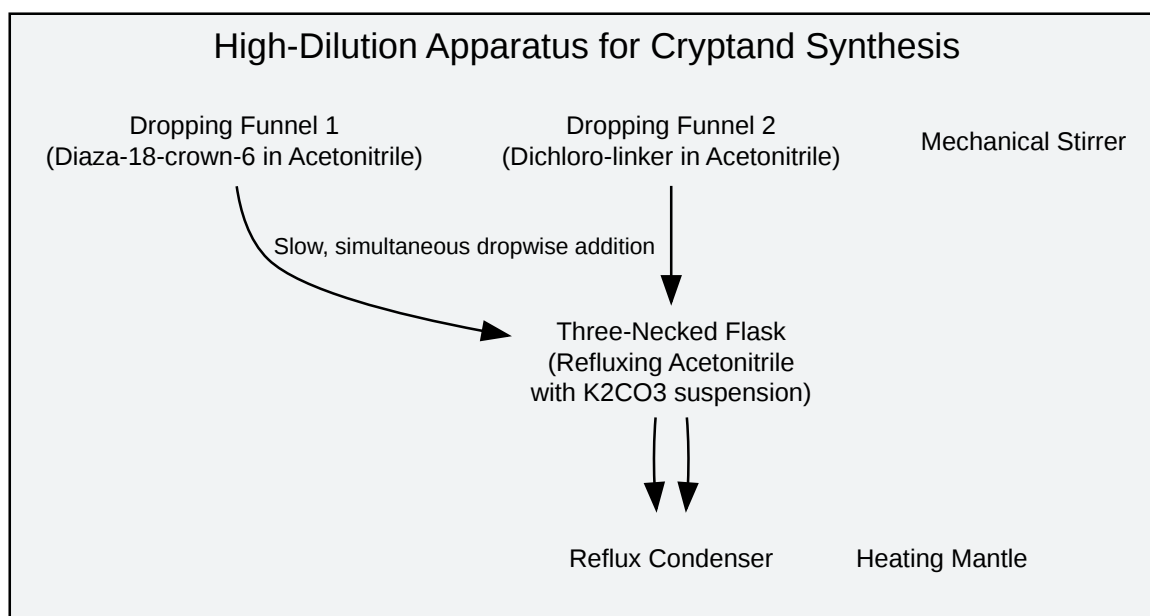 High-Dilution Apparatus for Cryptand Synthesis
Dropping Funnel 1
(Diaza-18-crown-6 in Acetonitrile)
Dropping Funnel 2
(Dichloro-linker in Acetonitrile)
Mechanical Stirrer
Slow, simultaneous dropwise addition
Three-Necked Flask
(Refluxing Acetonitrile
with K2CO3 suspension)
Reflux Condenser
Heating Mantle